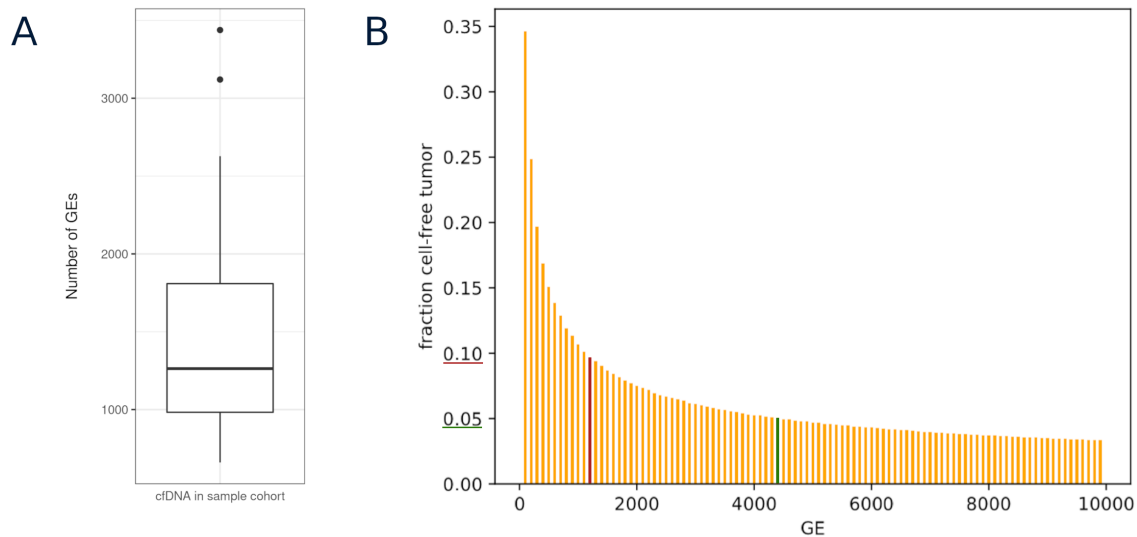 A
Number of GEs
3000
2000
1000
cfDNA in sample cohort
B
fraction cell-free tumor
0.35
0.30
0.25
0.20
0.15
0.10
0.05
0.00
0
2000
4000
6000
8000
10000
GE